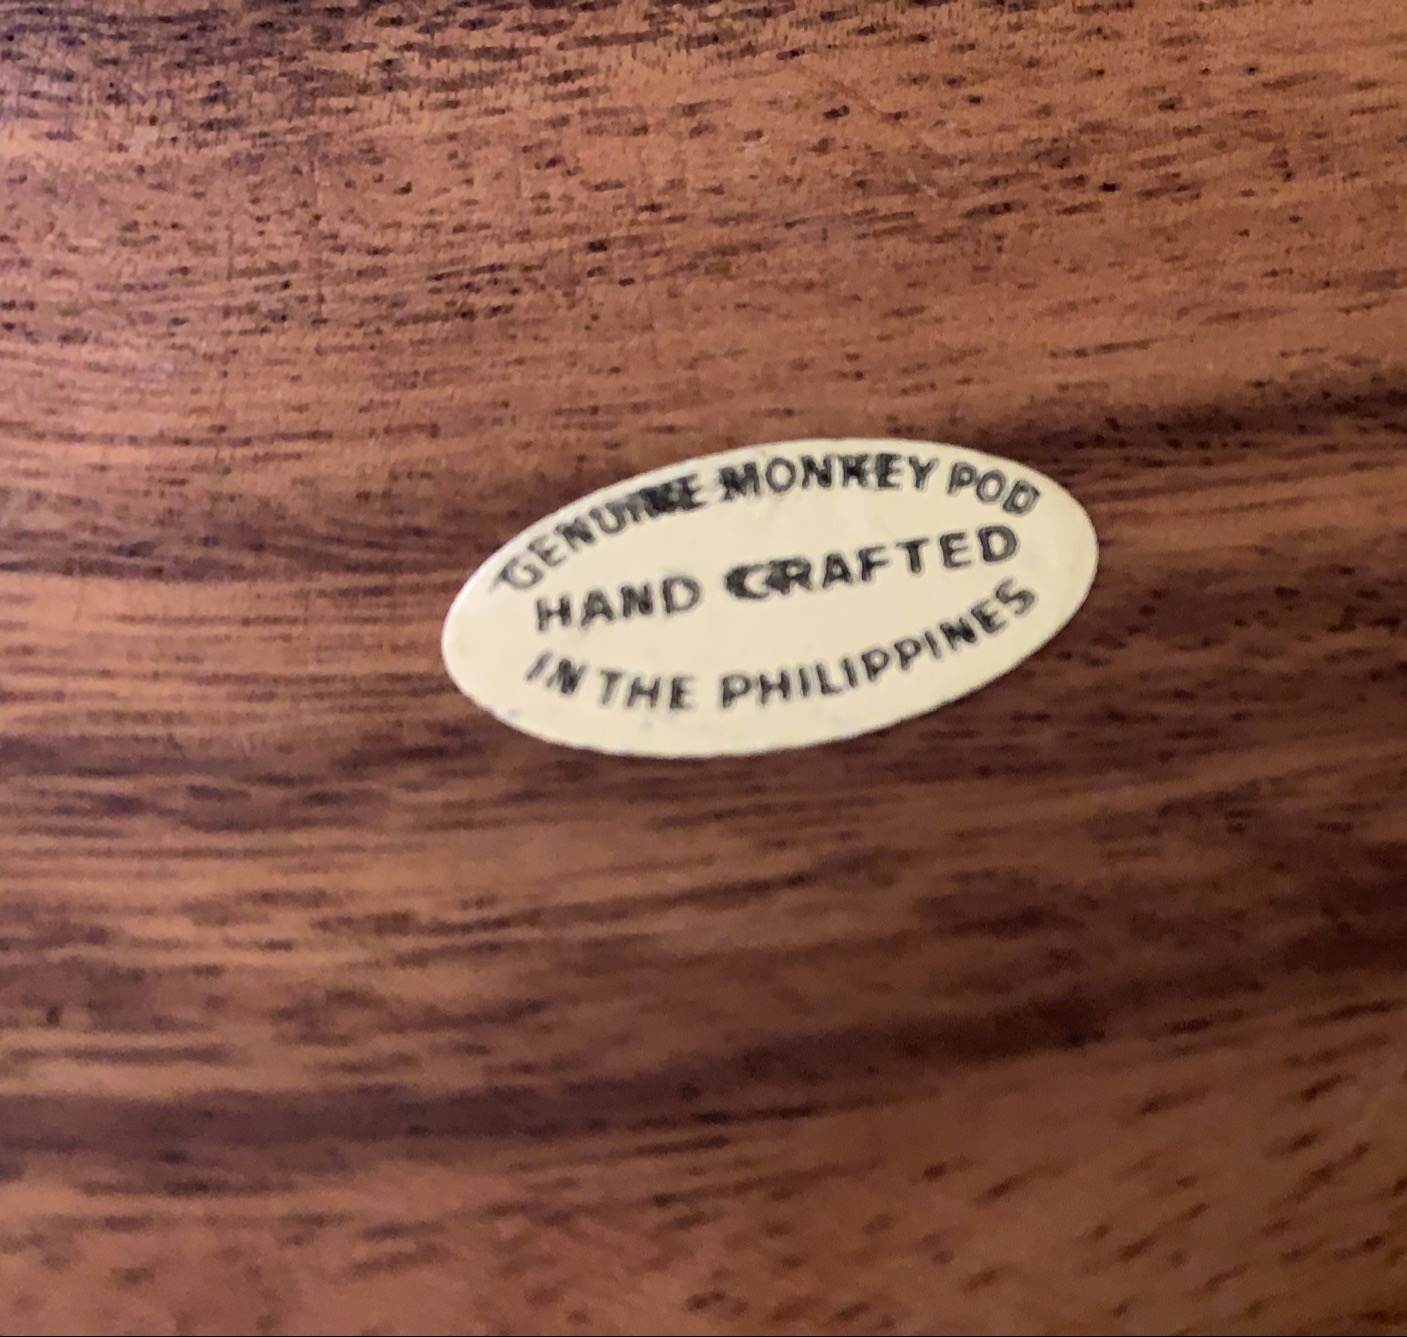 GENUINE MONKEY POD
HAND CRAFTED
IN THE PHILIPPINES